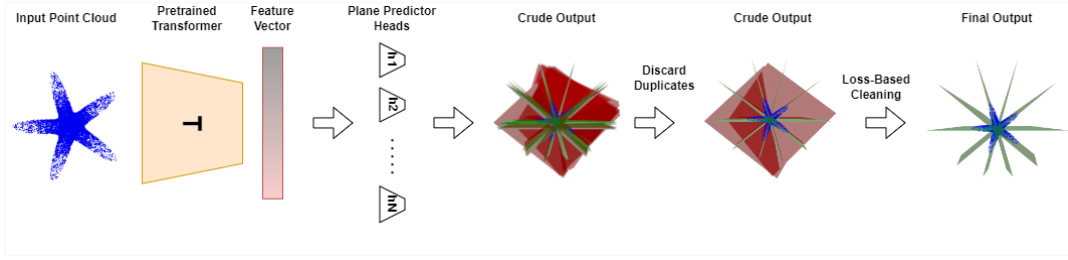 Input Point Cloud
Pretrained
Transformer
Feature
Vector
Plane Predictor
Heads
Crude Output
Crude Output
Final Output
T
h1
h2
hN
Discard
Duplicates
Loss-Based
Cleaning